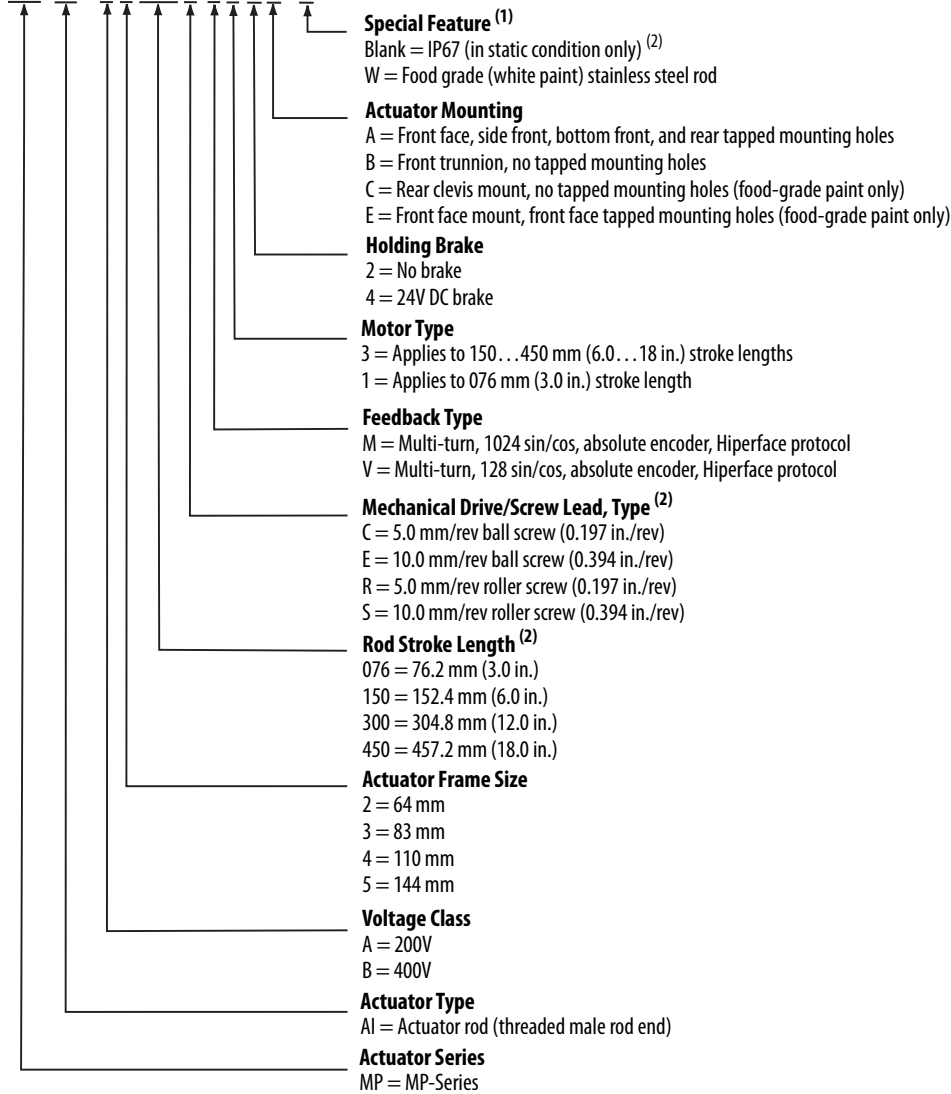 Special Feature (1)
Blank = IP67 (in static condition only) (2)
W = Food grade (white paint) stainless steel rod
Actuator Mounting
A = Front face, side front, bottom front, and rear tapped mounting holes
B = Front trunnion, no tapped mounting holes
C = Rear clevis mount, no tapped mounting holes (food-grade paint only)
E = Front face mount, front face tapped mounting holes (food-grade paint only)
Holding Brake
2 = No brake
4 = 24V DC brake
Motor Type
3 = Applies to 150…450 mm (6.0…18 in.) stroke lengths
1 = Applies to 076 mm (3.0 in.) stroke length
Feedback Type
M = Multi-turn, 1024 sin/cos, absolute encoder, Hiperface protocol
V = Multi-turn, 128 sin/cos, absolute encoder, Hiperface protocol
Mechanical Drive/Screw Lead, Type (2)
C = 5.0 mm/rev ball screw (0.197 in./rev)
E = 10.0 mm/rev ball screw (0.394 in./rev)
R = 5.0 mm/rev roller screw (0.197 in./rev)
S = 10.0 mm/rev roller screw (0.394 in./rev)
Rod Stroke Length (2)
076 = 76.2 mm (3.0 in.)
150 = 152.4 mm (6.0 in.)
300 = 304.8 mm (12.0 in.)
450 = 457.2 mm (18.0 in.)
Actuator Frame Size
2 = 64 mm
3 = 83 mm
4 = 110 mm
5 = 144 mm
Voltage Class
A = 200V
B = 400V
Actuator Type
AI = Actuator rod (threaded male rod end)
Actuator Series
MP = MP-Series